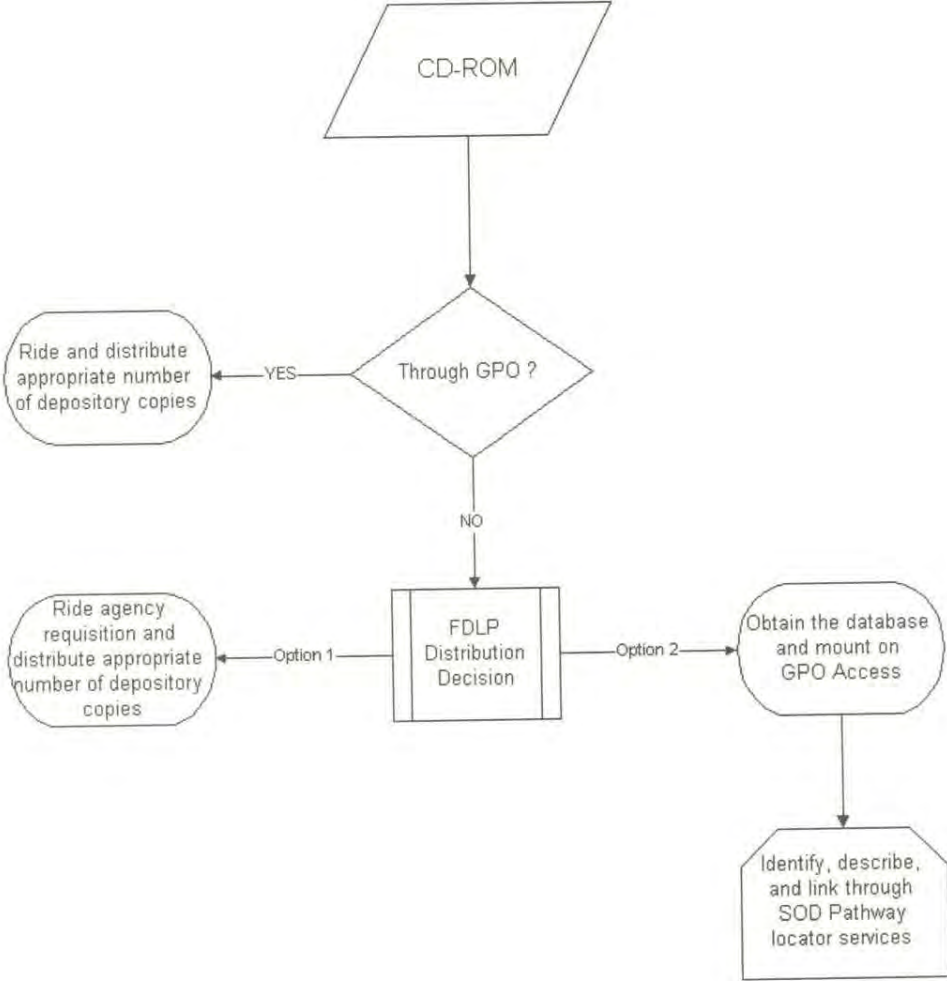 CD-ROM
Through GPO ?
YES
Ride and distribute
appropriate number
of depository copies
NO
FDLP
Distribution
Decision
Option 1
Ride agency
requisition and
distribute appropriate
number of depository
copies
Option 2
Obtain the database
and mount on
GPO Access
Identify, describe,
and link through
SOD Pathway
locator services